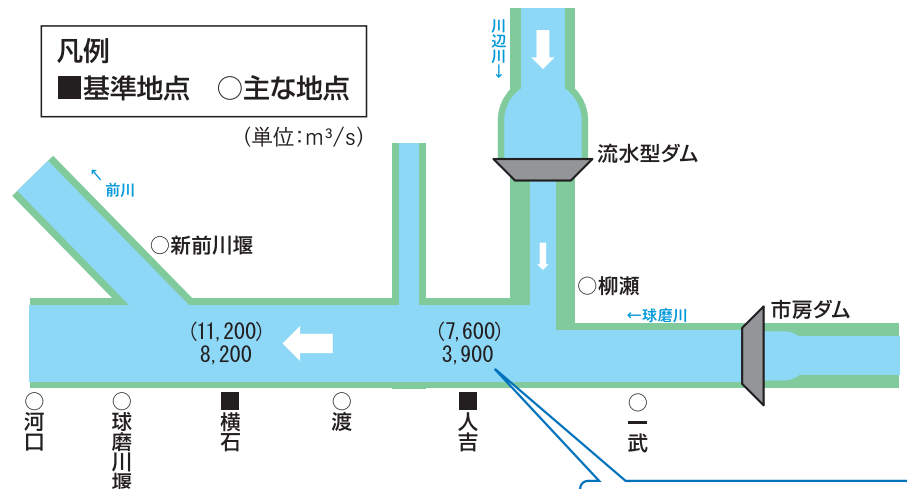 凡例
■基準地点 ○主な地点
(単位:m³/s)
川辺川→
流水型ダム
←前川
○新前川堰
○柳瀬
←球磨川
市房ダム
(11,200)
8,200
(7,600)
3,900
○河口
○球磨川堰
■横石
○渡
■人吉
○一武